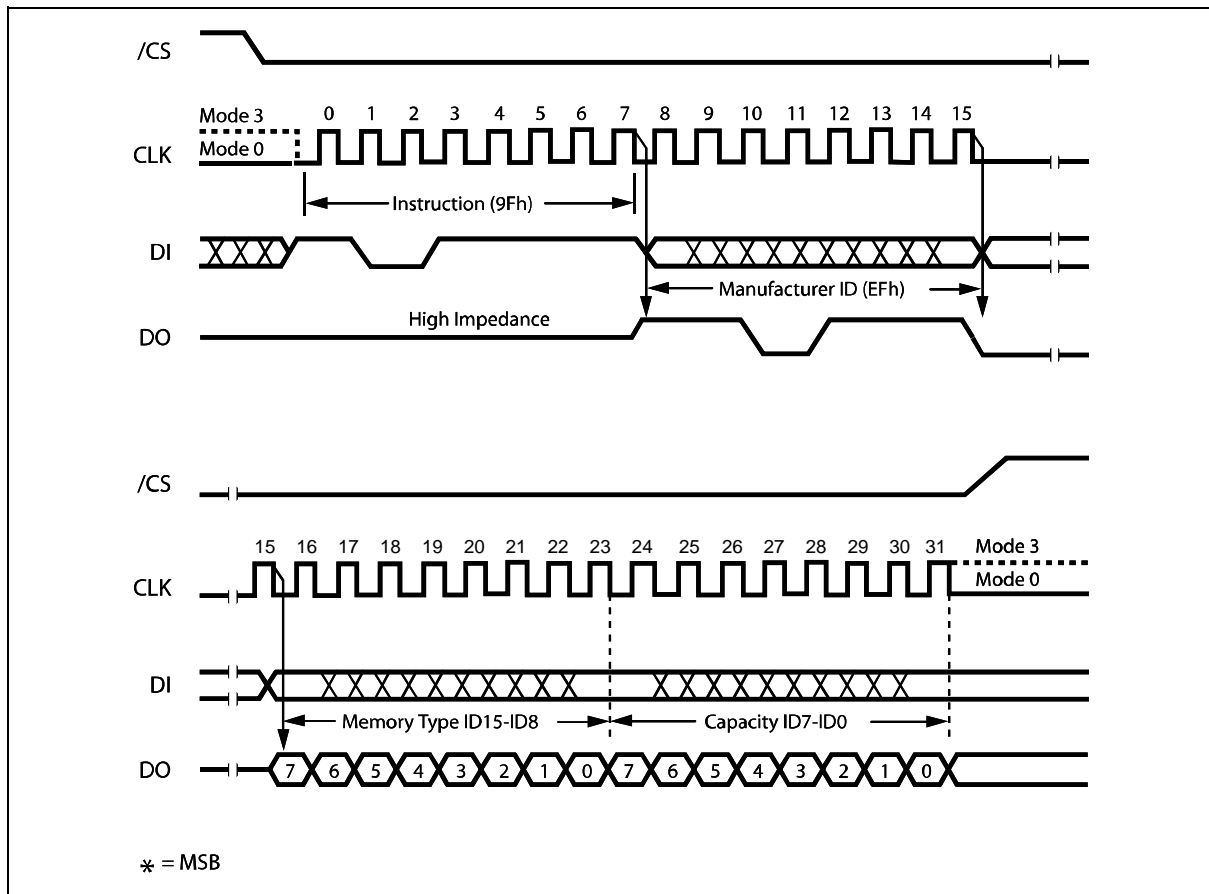 /CS
Mode 3
0 1 2 3 4 5 6 7 8 9 10 11 12 13 14 15
CLK
Mode 0
Instruction (9Fh)
DI
Manufacturer ID (EFh)
High Impedance
DO
/CS
15 16 17 18 19 20 21 22 23 24 25 26 27 28 29 30 31
Mode 3
CLK
Mode 0
DI
Memory Type ID15-ID8
Capacity ID7-ID0
DO
7 6 5 4 3 2 1 0 7 6 5 4 3 2 1 0
* = MSB